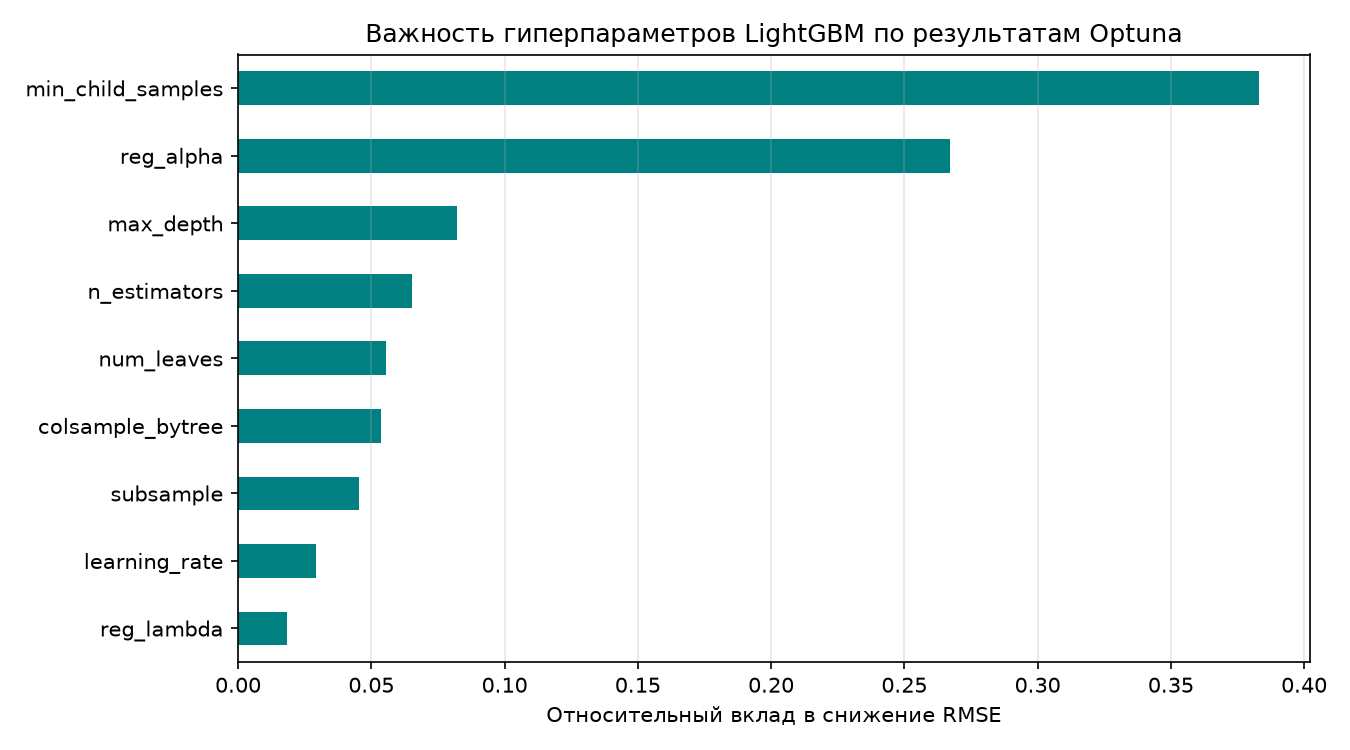 Важность гиперпараметров LightGBM по результатам Optuna
min_child_samples
reg_alpha
max_depth
n_estimators
num_leaves
colsample_bytree
subsample
learning_rate
reg_lambda
0.00 0.05 0.10 0.15 0.20 0.25 0.30 0.35 0.40
Относительный вклад в снижение RMSE